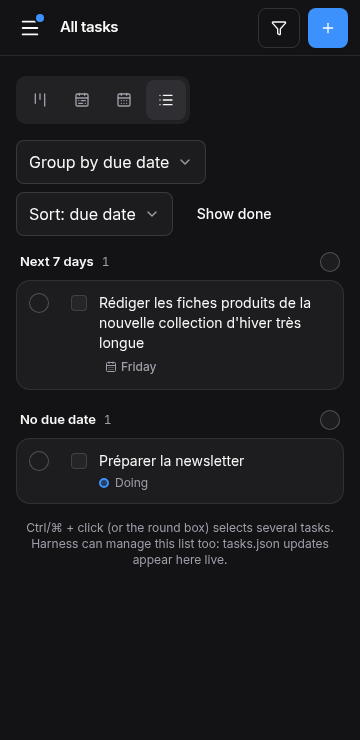 All tasks
Group by due date
Sort: due date
Show done
Next 7 days 1
Rédiger les fiches produits de la
nouvelle collection d'hiver très
longue
Friday
No due date 1
Préparer la newsletter
Doing
Ctrl/⌘ + click (or the round box) selects several tasks.
Harness can manage this list too: tasks.json updates
appear here live.